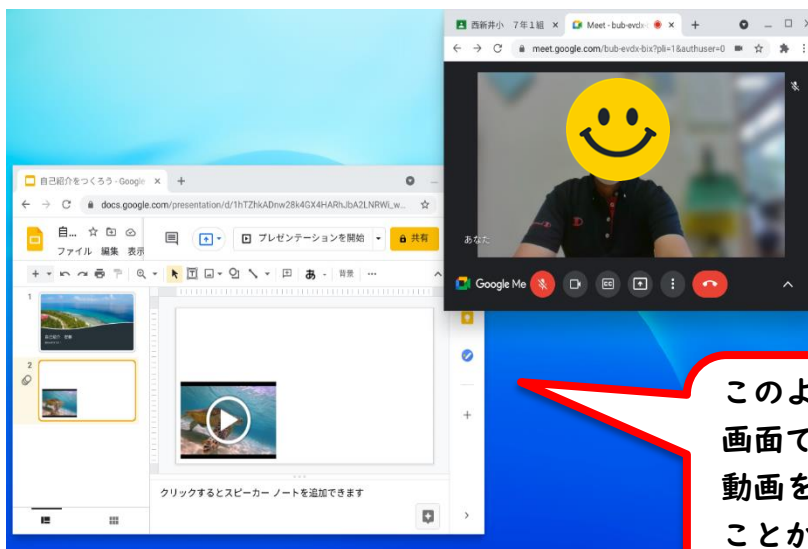 西新井小 7年1組
Meet - bub-evdx-
meet.google.com/bub-evdx-bix?pli=1&authuser=0
あなた
Google Me
自己紹介をつくろう - Google
docs.google.com/presentation/d/1hTZhkADnw28k4GX4HARhJbA2LNRWi_w...
自...
プレゼンテーションを開始
共有
ファイル 編集 表示
あ
背景
1
2
クリックするとスピーカー ノートを追加できます
このよ
画面で
動画を
ことが